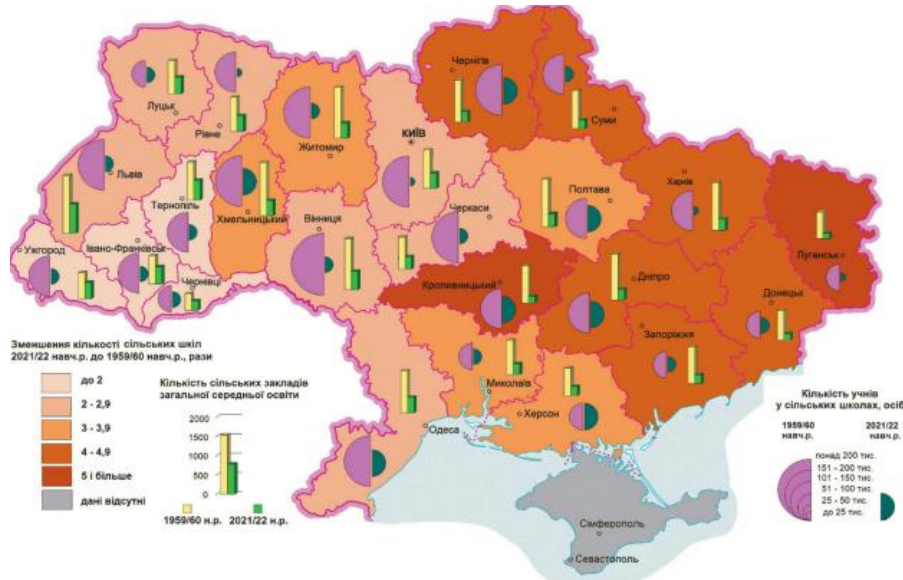 Чернігів
Суми
Луцьк
Рівне
Житомир
КИЇВ
Львів
Тернопіль
Хмельницький
Вінниця
Черкаси
Полтава
Харків
Луганськ
Ужгород
Івано-Франківськ
Чернівці
Кропивницький
Дніпро
Донецьк
Запоріжжя
Миколаїв
Херсон
Одеса
Сімферополь
Севастополь
Зменшення кількості сільських шкіл
2021/22 навч.р. до 1959/60 навч.р., рази
до 2
2 - 2,9
3 - 3,9
4 - 4,9
5 і більше
дані відсутні
Кількість сільських закладів
загальної середньої освіти
2000
1500
1000
500
0
1959/60 н.р.
2021/22 н.р.
Кількість учнів
у сільських школах, осіб
1959/60
навч.р.
2021/22
навч.р.
понад 200 тис.
151 - 200 тис.
101 - 150 тис.
51 - 100 тис.
25 - 50 тис.
до 25 тис.